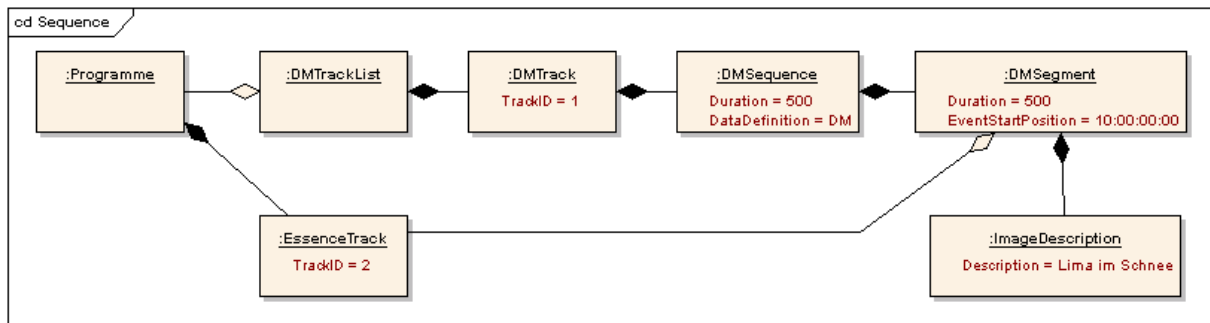 cd Sequence
:Programme
:DMTrackList
:DMTrack
TrackID = 1
:DMSequence
Duration = 500
DataDefinition = DM
:DMSegment
Duration = 500
EventStartPosition = 10:00:00:00
:EssenceTrack
TrackID = 2
:ImageDescription
Description = Lima im Schnee